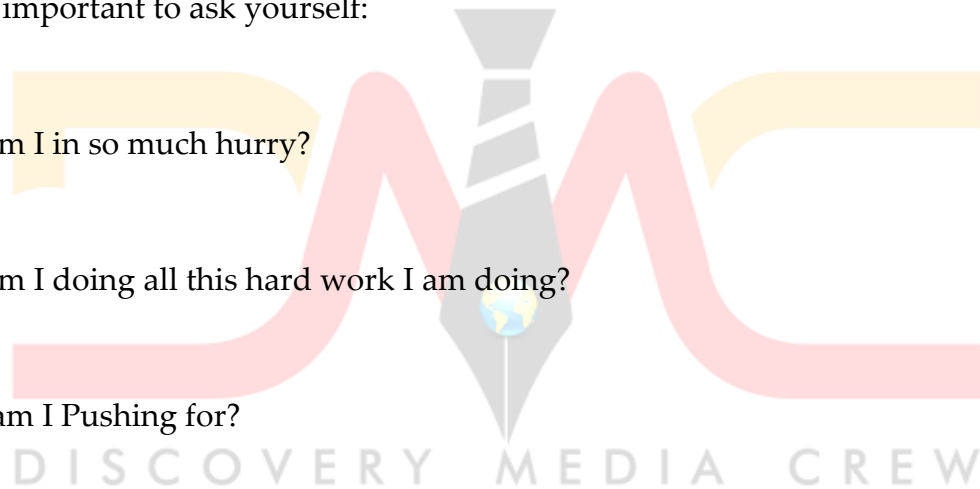 important to ask yourself:
m I in so much hurry?
m I doing all this hard work I am doing?
am I Pushing for?
DISCOVERY MEDIA CREW